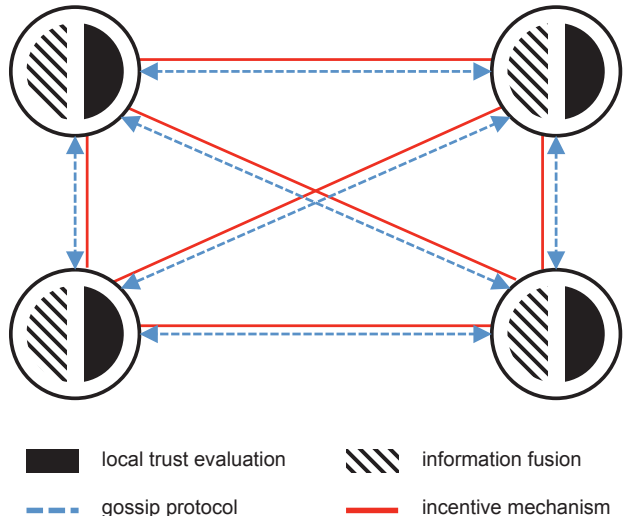 local trust evaluation
information fusion
gossip protocol
incentive mechanism